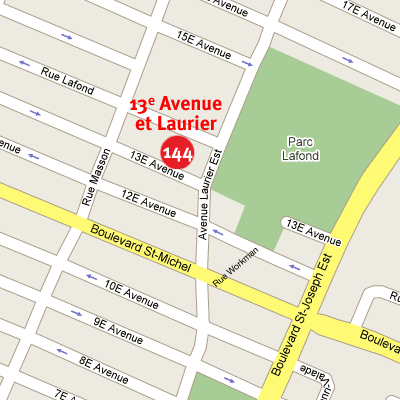 16E Avenue
17E Avenue
15E Avenue
Rue Lafond
13e Avenue
et Laurier
144
Parc
Lafond
13E Avenue
Rue Masson
Avenue Laurier Est
12E Avenue
13E Avenue
Boulevard St-Michel
Rue Workman
Boulevard St-Joseph Est
10E Avenue
9E Avenue
8E Avenue
7E Avenue